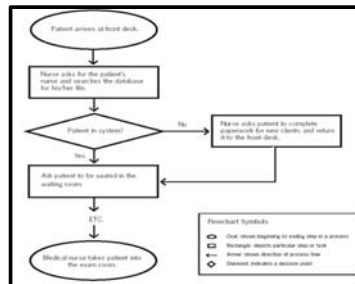 Patient arrives at front desk.
Nurse asks for the patient's
name and searches the database
for his/her file.
Patient in system?
No
Nurse asks patient to complete
paperwork for new clients and return
it to the front desk.
Yes
Ask patient to be seated in the
waiting room.
ETC.
Medical nurse takes patient into
the exam room.
Flowchart Symbols
Oval: shows beginning or ending step in a process
Rectangle: depicts particular step or task
Arrow: shows direction of process flow
Diamond: indicates a decision point